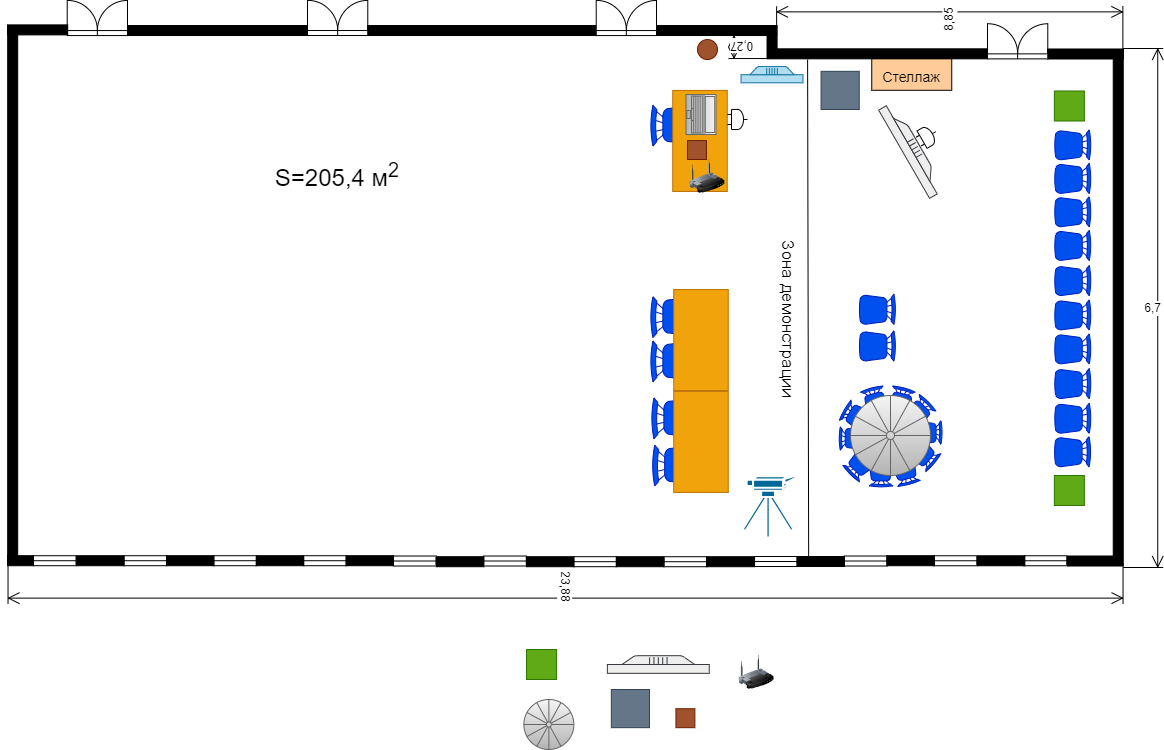 8,85
0,27
Стеллаж
S=205,4 м²
Зона демонстрации
6,7
23,88